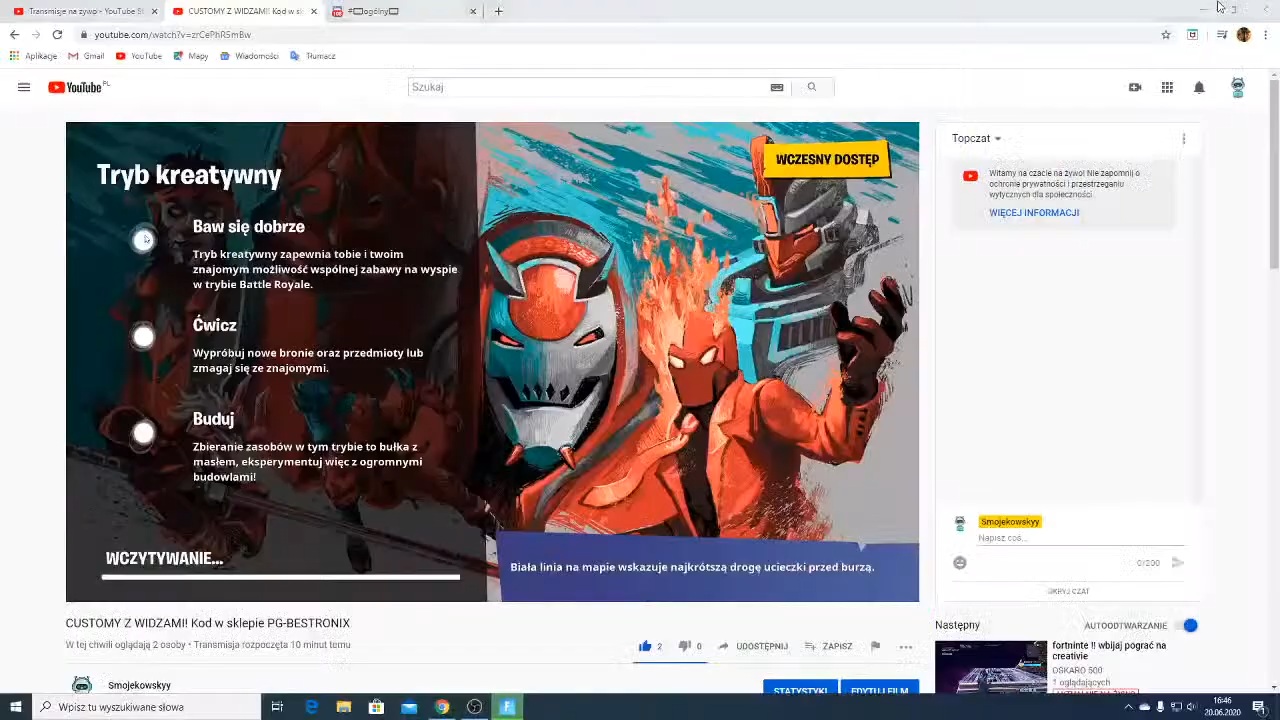 Transmisje na żywo - YouTube St
CUSTOMY Z WIDZAMI! Kod w sk
youtube.com/watch?v=zrCePhRSmBw
Aplikacje Gmail YouTube Mapy Wiadomości Tłumacz
YouTube PL
Szukaj
Tryb kreatywny
WCZESNY DOSTĘP
Baw się dobrze
Tryb kreatywny zapewnia tobie i twoim
znajomym możliwość wspólnej zabawy na wyspie
w trybie Battle Royale.
Ćwicz
Wypróbuj nowe bronie oraz przedmioty lub
zmagaj się ze znajomymi.
Buduj
Zbieranie zasobów w tym trybie to bułka z
masłem, eksperymentuj więc z ogromnymi
budowlami!
WCZYTYWANIE...
Biała linia na mapie wskazuje najkrótszą drogę ucieczki przed burzą.
Topczat
Witamy na czacie na żywo! Nie zapomnij o
ochronie prywatności i przestrzeganiu
wytycznych dla społeczności.
WIĘCEJ INFORMACJI
Smojekowskyy
Napisz coś...
0/200
UKRYJ CZAT
CUSTOMY Z WIDZAMI! Kod w sklepie PG-BESTRONIX
W tej chwili oglądają 2 osoby • Transmisja rozpoczęta 10 minut temu
2 0 UDOSTĘPNIJ ZAPISZ
Smojekowskyy
STATYSTYKI EDYTUJ FILM
Następny AUTOODTWARZANIE
fortninte !! wbijaj pograć na
creativie
OSKARO 500
1 oglądających
Wpisz tu wyszukiwane słowa
16:46
20.06.2020